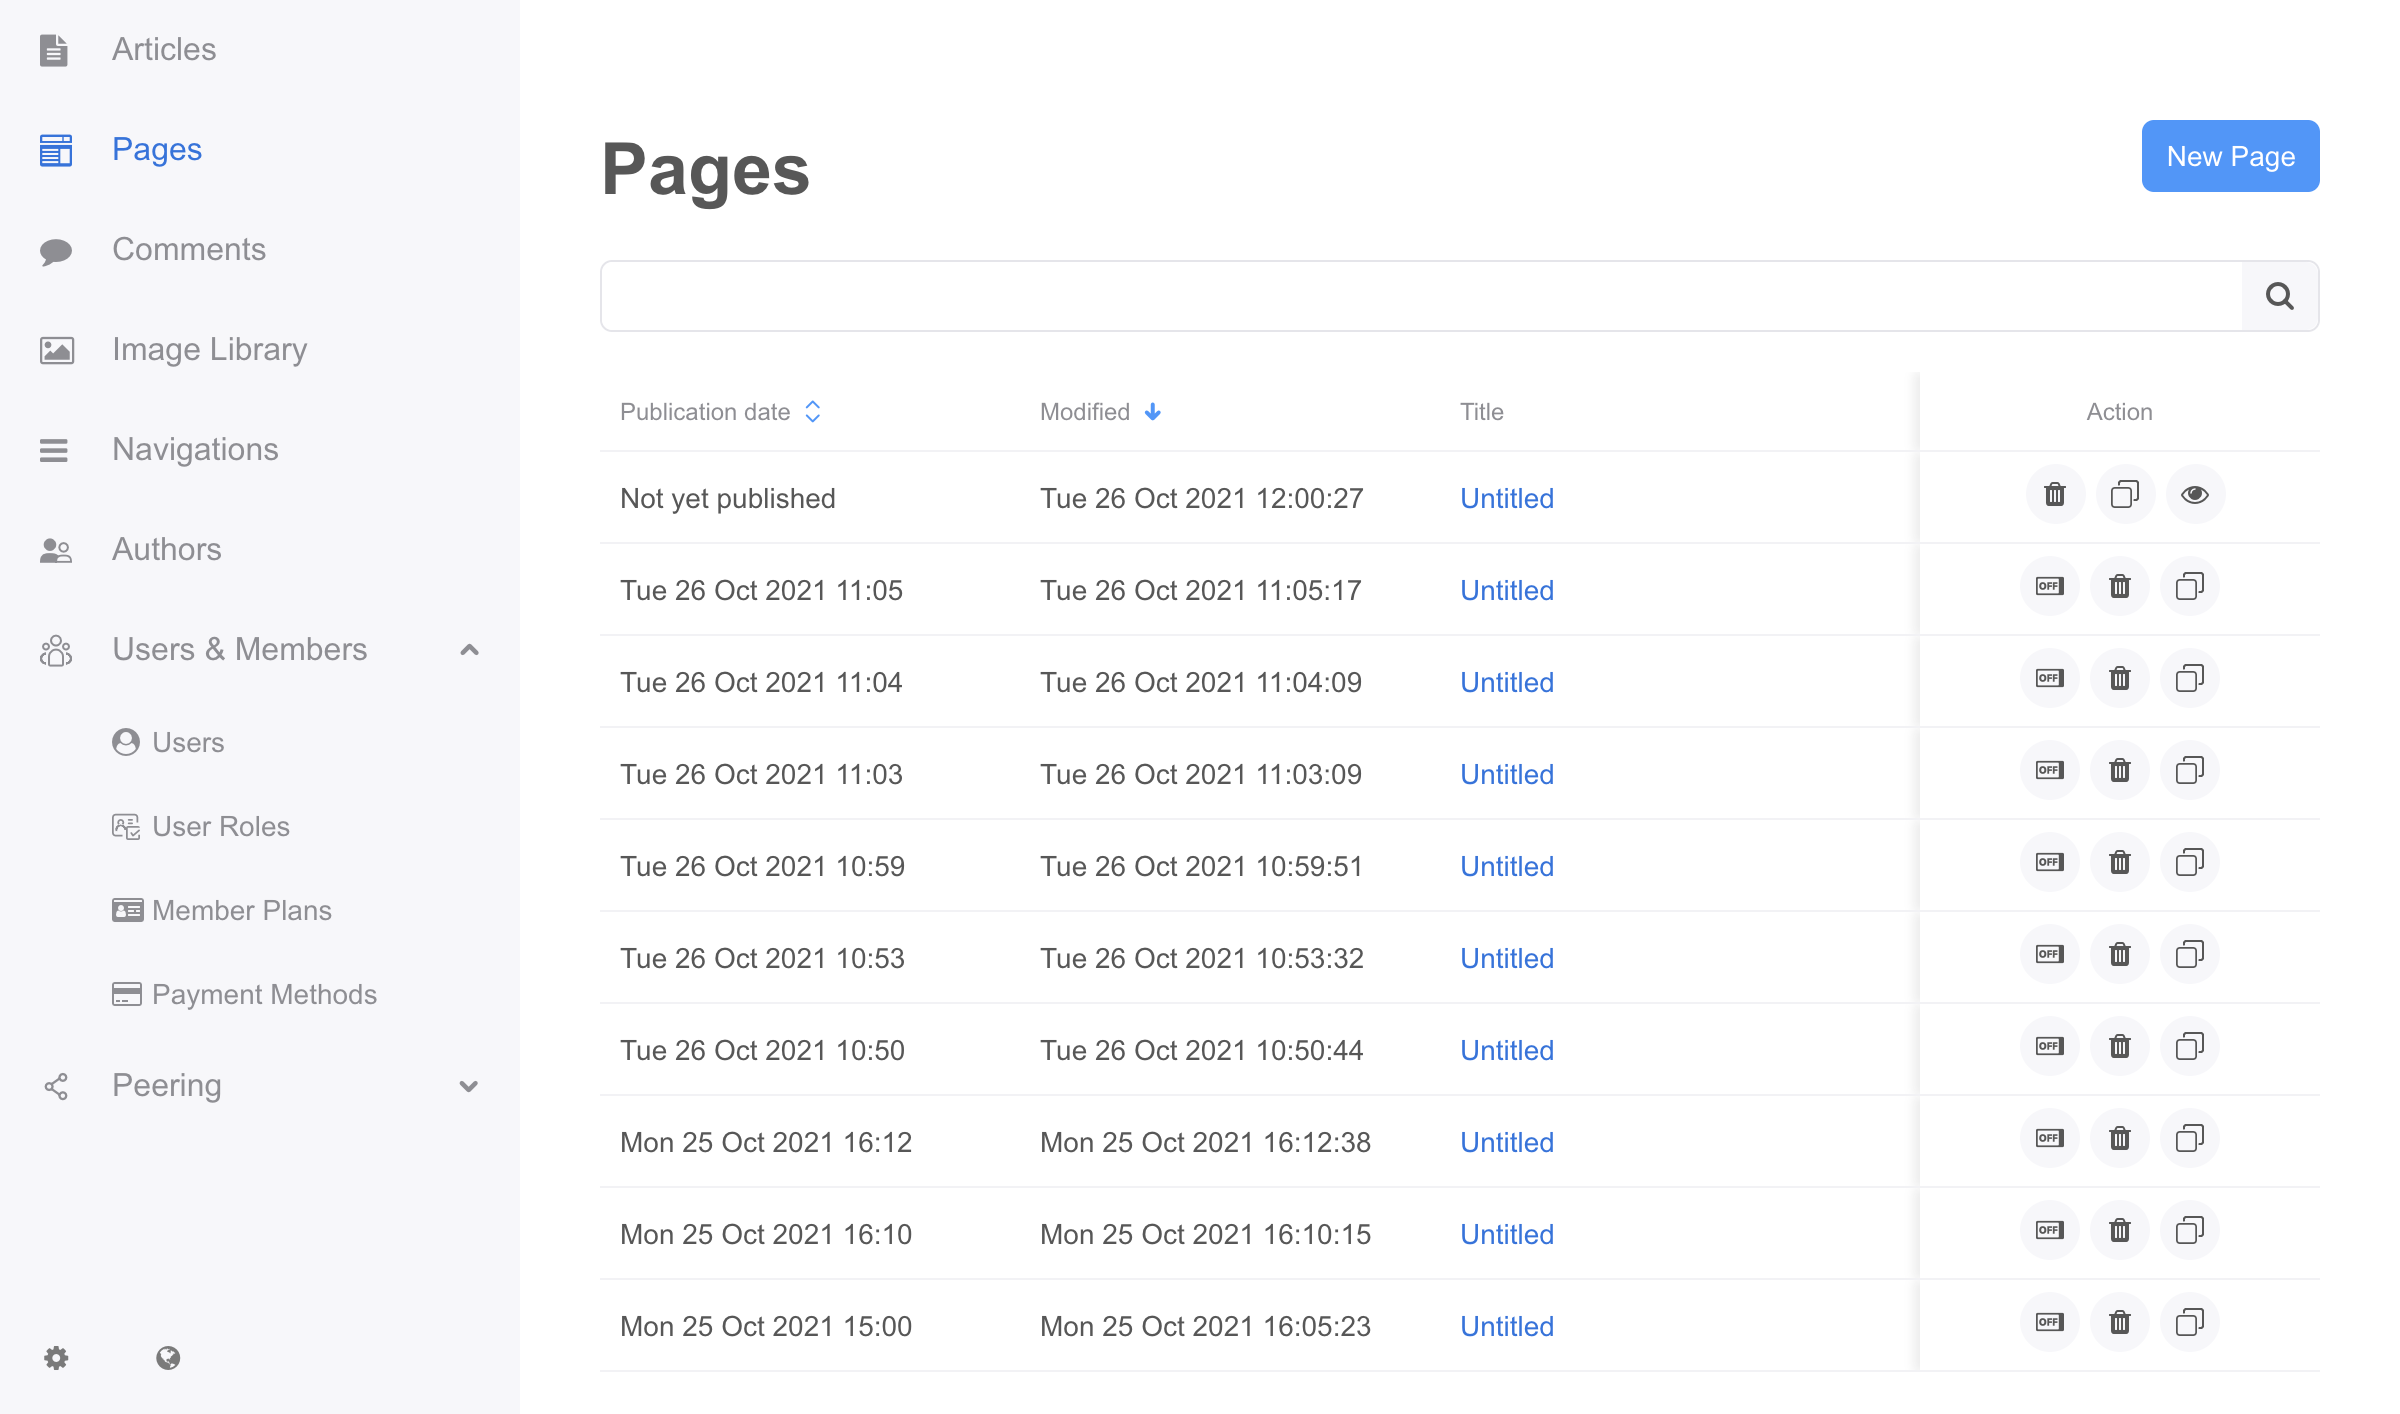 Articles
Pages
Comments
Image Library
Navigations
Authors
Users & Members
Users
User Roles
Member Plans
Payment Methods
Peering
Pages
New Page
Publication date Modified Title Action
Not yet published Tue 26 Oct 2021 12:00:27 Untitled
Tue 26 Oct 2021 11:05 Tue 26 Oct 2021 11:05:17 Untitled OFF
Tue 26 Oct 2021 11:04 Tue 26 Oct 2021 11:04:09 Untitled OFF
Tue 26 Oct 2021 11:03 Tue 26 Oct 2021 11:03:09 Untitled OFF
Tue 26 Oct 2021 10:59 Tue 26 Oct 2021 10:59:51 Untitled OFF
Tue 26 Oct 2021 10:53 Tue 26 Oct 2021 10:53:32 Untitled OFF
Tue 26 Oct 2021 10:50 Tue 26 Oct 2021 10:50:44 Untitled OFF
Mon 25 Oct 2021 16:12 Mon 25 Oct 2021 16:12:38 Untitled OFF
Mon 25 Oct 2021 16:10 Mon 25 Oct 2021 16:10:15 Untitled OFF
Mon 25 Oct 2021 15:00 Mon 25 Oct 2021 16:05:23 Untitled OFF